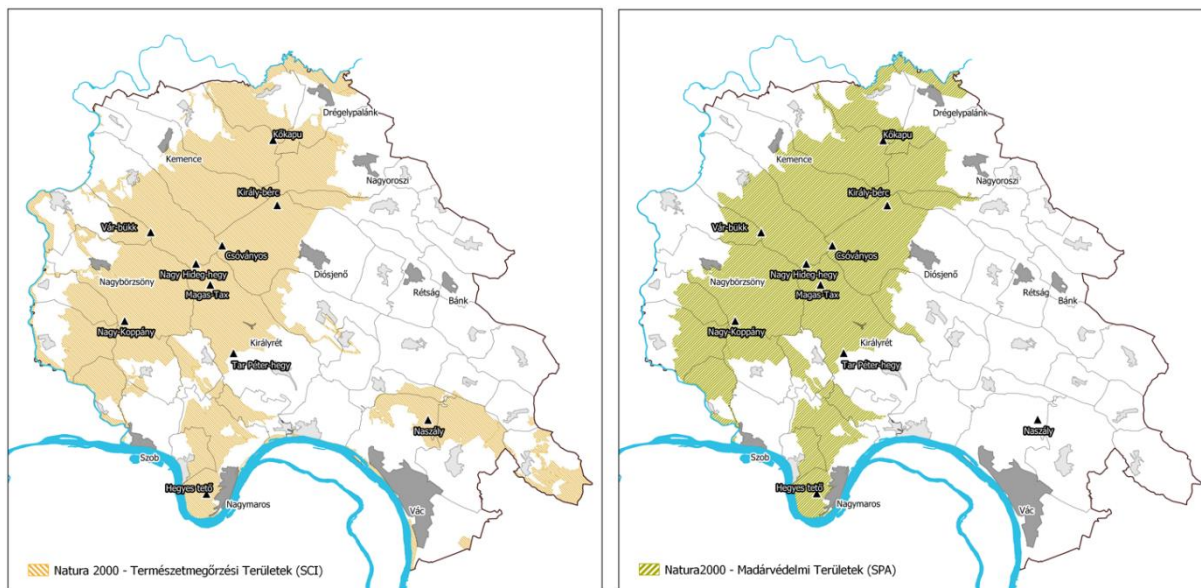 Drégelypalánk
Kőkapu
Kemence
Nagyoroszi
Király-bérc
Vár-bükk
Csóványos
Diósjenő
Nagy Hideg-hegy
Nagybörzsöny
Magas-Tax
Rétság
Bánk
Nagy-Koppány
Királyrét
Tar Péter-hegy
Naszály
Szob
Hegyes tető
Nagymaros
Vác
Natura 2000 - Természetmegőrzési Területek (SCI)
Drégelypalánk
Kőkapu
Kemence
Nagyoroszi
Király-bérc
Vár-bükk
Csóványos
Diósjenő
Nagy Hideg-hegy
Nagybörzsöny
Magas-Tax
Rétság
Bánk
Nagy-Koppány
Királyrét
Tar Péter-hegy
Naszály
Szob
Hegyes tető
Nagymaros
Vác
Natura2000 - Madárvédelmi Területek (SPA)